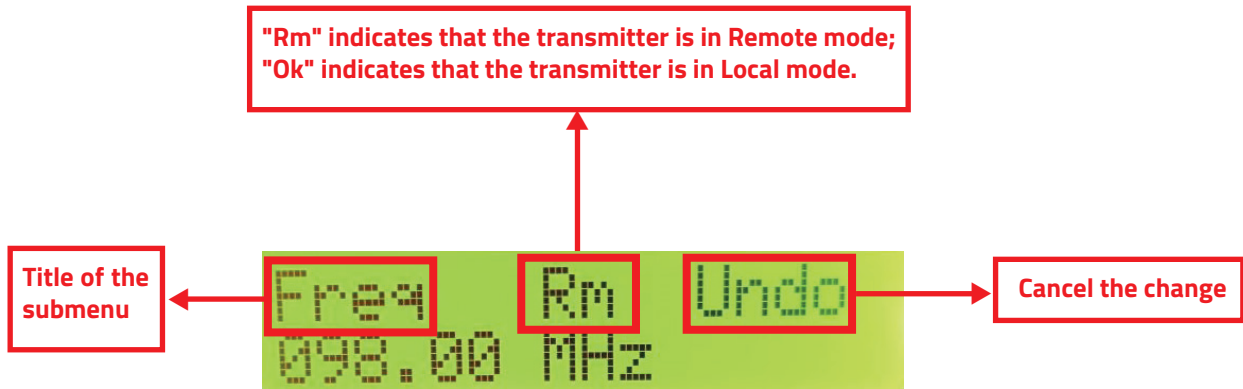 "Rm" indicates that the transmitter is in Remote mode;
"Ok" indicates that the transmitter is in Local mode.
Title of the
submenu
Freq Rm Undo
098.00 MHz
Cancel the change